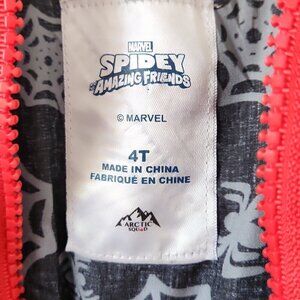 MARVEL
SPIDEY
AND HIS
AMAZING FRIENDS
© MARVEL
4T
MADE IN CHINA
FABRIQUÉ EN CHINE
ARCTIC
SQUAD